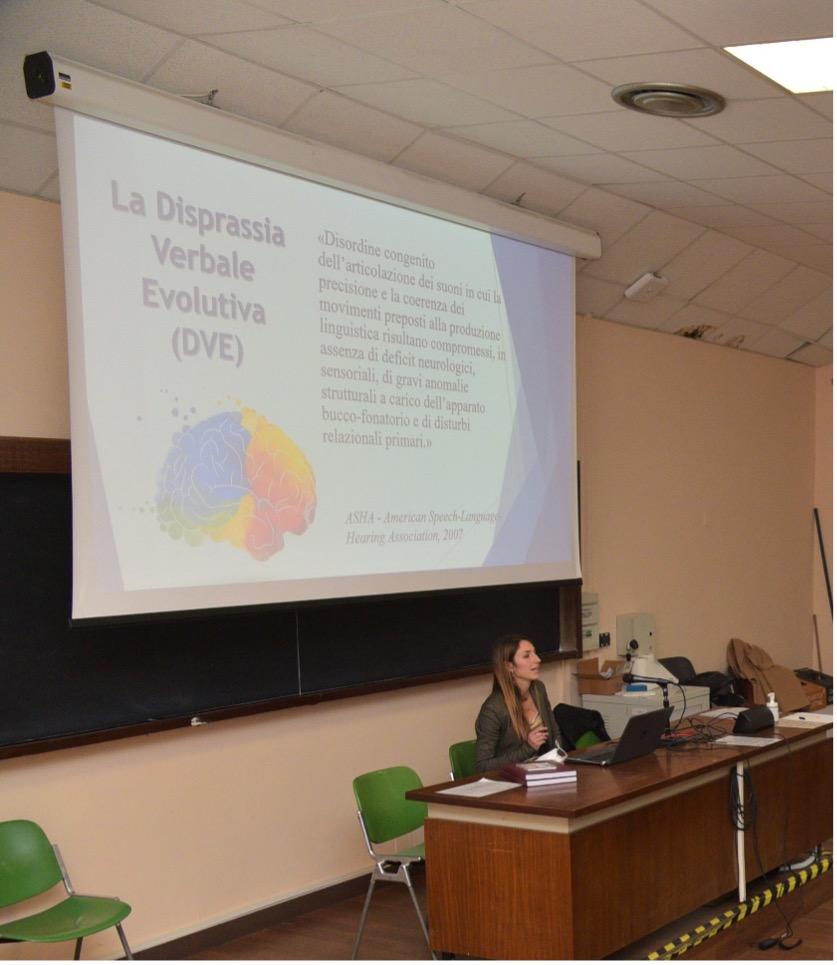 La Disprassia
Verbale
Evolutiva
(DVE)
«Disordine congenito
dell'articolazione dei suoni in cui la
precisione e la coerenza dei
movimenti preposti alla produzione
linguistica risultano compromessi, in
assenza di deficit neurologici,
sensoriali, di gravi anomalie
strutturali a carico dell'apparato
bucco-fonatorio e di disturbi
relazionali primari.»
ASHA - American Speech-Language-
Hearing Association, 2007